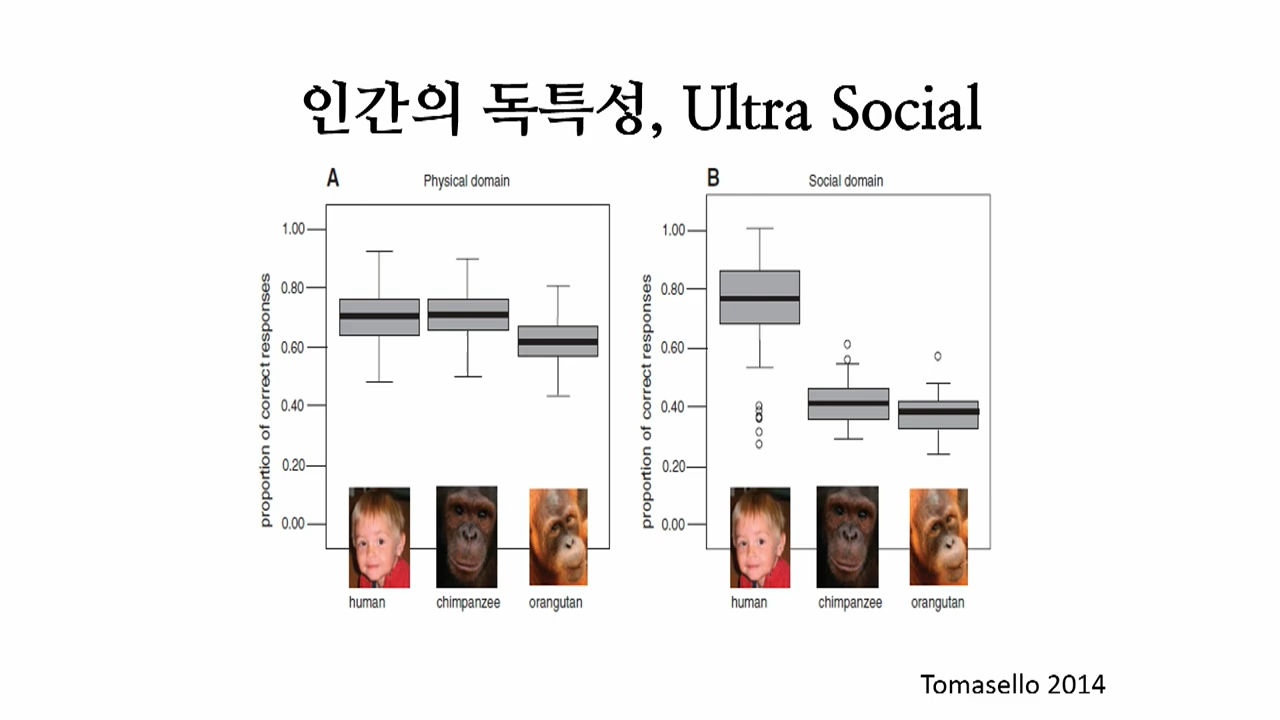 인간의 독특성, Ultra Social
A
Physical domain
proportion of correct responses
1.00
0.80
0.60
0.40
0.20
0.00
human
chimpanzee
orangutan
B
Social domain
proportion of correct responses
1.00
0.80
0.60
0.40
0.20
0.00
human
chimpanzee
orangutan
Tomasello 2014